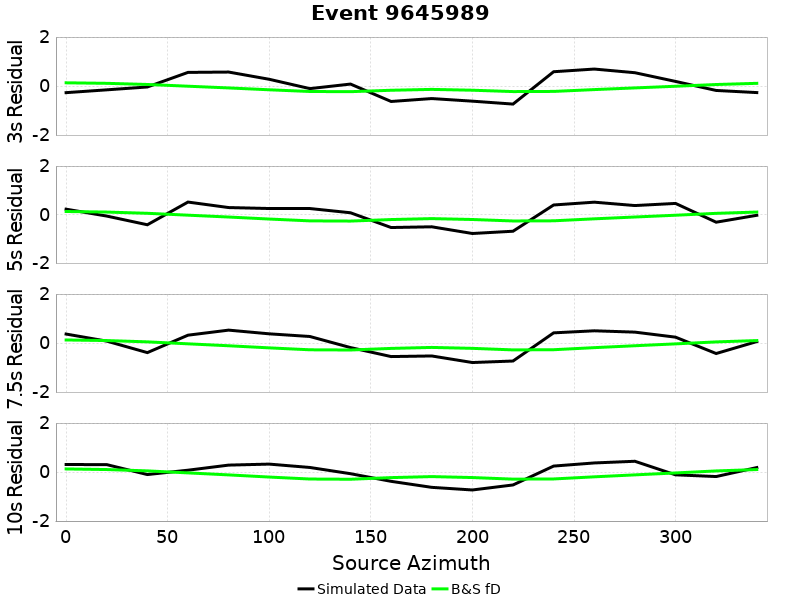 Event 9645989
3s Residual
2
0
-2
5s Residual
2
0
-2
7.5s Residual
2
0
-2
10s Residual
2
0
-2
0 50 100 150 200 250 300
Source Azimuth
Simulated Data B&S fD